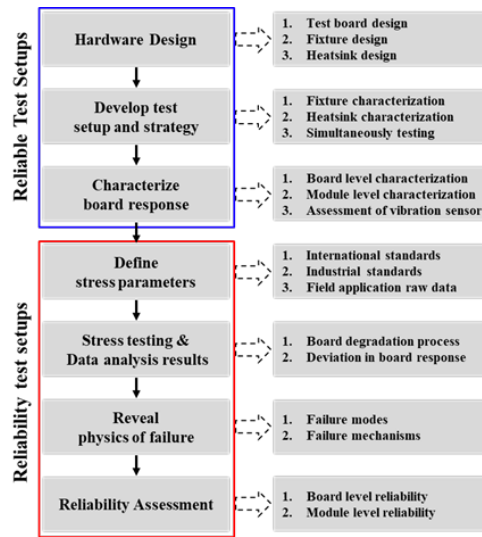 Reliable Test Setups
Hardware Design
1. Test board design
2. Fixture design
3. Heatsink design
Develop test
setup and strategy
1. Fixture characterization
2. Heatsink characterization
3. Simultaneously testing
Characterize
board response
1. Board level characterization
2. Module level characterization
3. Assessment of vibration sensor
Reliability test setups
Define
stress parameters
1. International standards
2. Industrial standards
3. Field application raw data
Stress testing &
Data analysis results
1. Board degradation process
2. Deviation in board response
Reveal
physics of failure
1. Failure modes
2. Failure mechanisms
Reliability Assessment
1. Board level reliability
2. Module level reliability